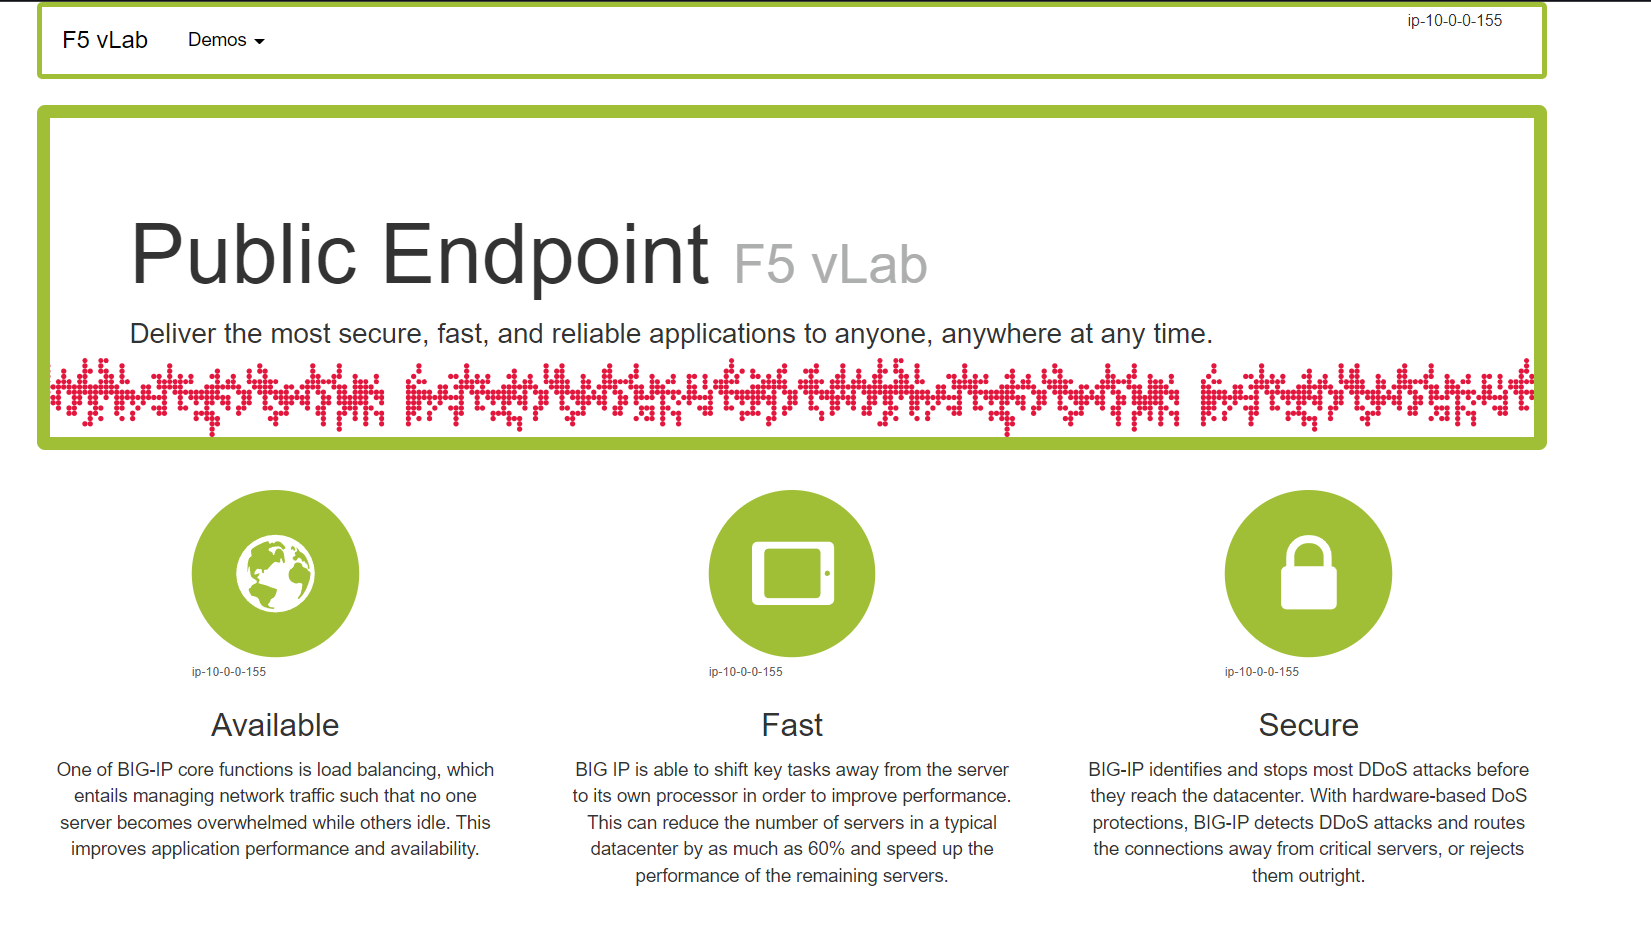 F5 vLab
Demos
ip-10-0-0-155
Public Endpoint F5 vLab
Deliver the most secure, fast, and reliable applications to anyone, anywhere at any time.
ip-10-0-0-155
Available
One of BIG-IP core functions is load balancing, which
entails managing network traffic such that no one
server becomes overwhelmed while others idle. This
improves application performance and availability.
ip-10-0-0-155
Fast
BIG IP is able to shift key tasks away from the server
to its own processor in order to improve performance.
This can reduce the number of servers in a typical
datacenter by as much as 60% and speed up the
performance of the remaining servers.
ip-10-0-0-155
Secure
BIG-IP identifies and stops most DDoS attacks before
they reach the datacenter. With hardware-based DoS
protections, BIG-IP detects DDoS attacks and routes
the connections away from critical servers, or rejects
them outright.